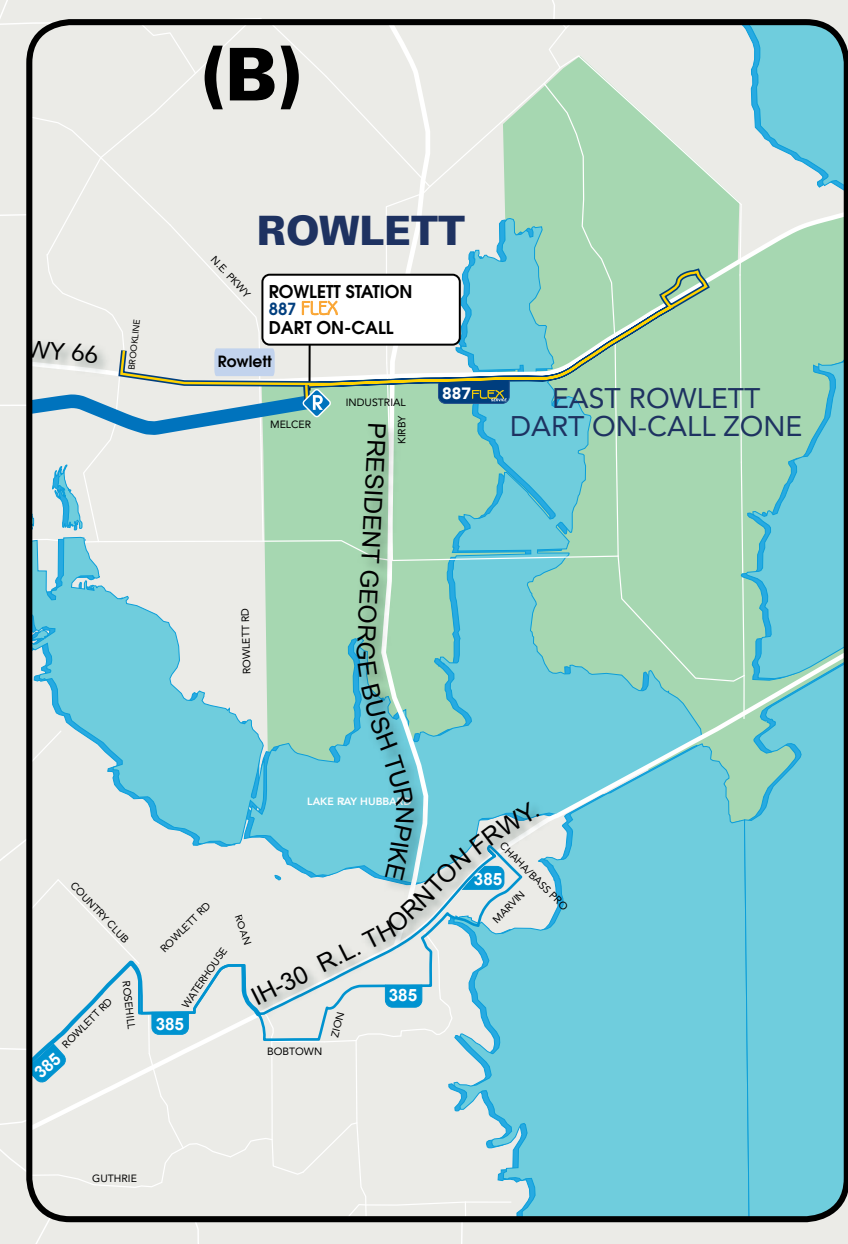 (B)
ROWLETT
N.E. PKWY
ROWLETT STATION
887 FLEX
DART ON-CALL
BROOKLINE
WY 66
Rowlett
887 FLEX
INDUSTRIAL
MELCER
KIRBY
EAST ROWLETT
DART ON-CALL ZONE
PRESIDENT GEORGE BUSH TURNPIKE
ROWLETT RD
LAKE RAY HUBBA
IH-30 R.L. THORNTON FRWY.
CHAHA/BASS PRO
385
MARVIN
COUNTRY CLUB
ROWLETT RD
ROAN
WATERHOUSE
ROSEHILL
ROWLETT RD
385
385
385
ZION
BOBTOWN
GUTHRIE